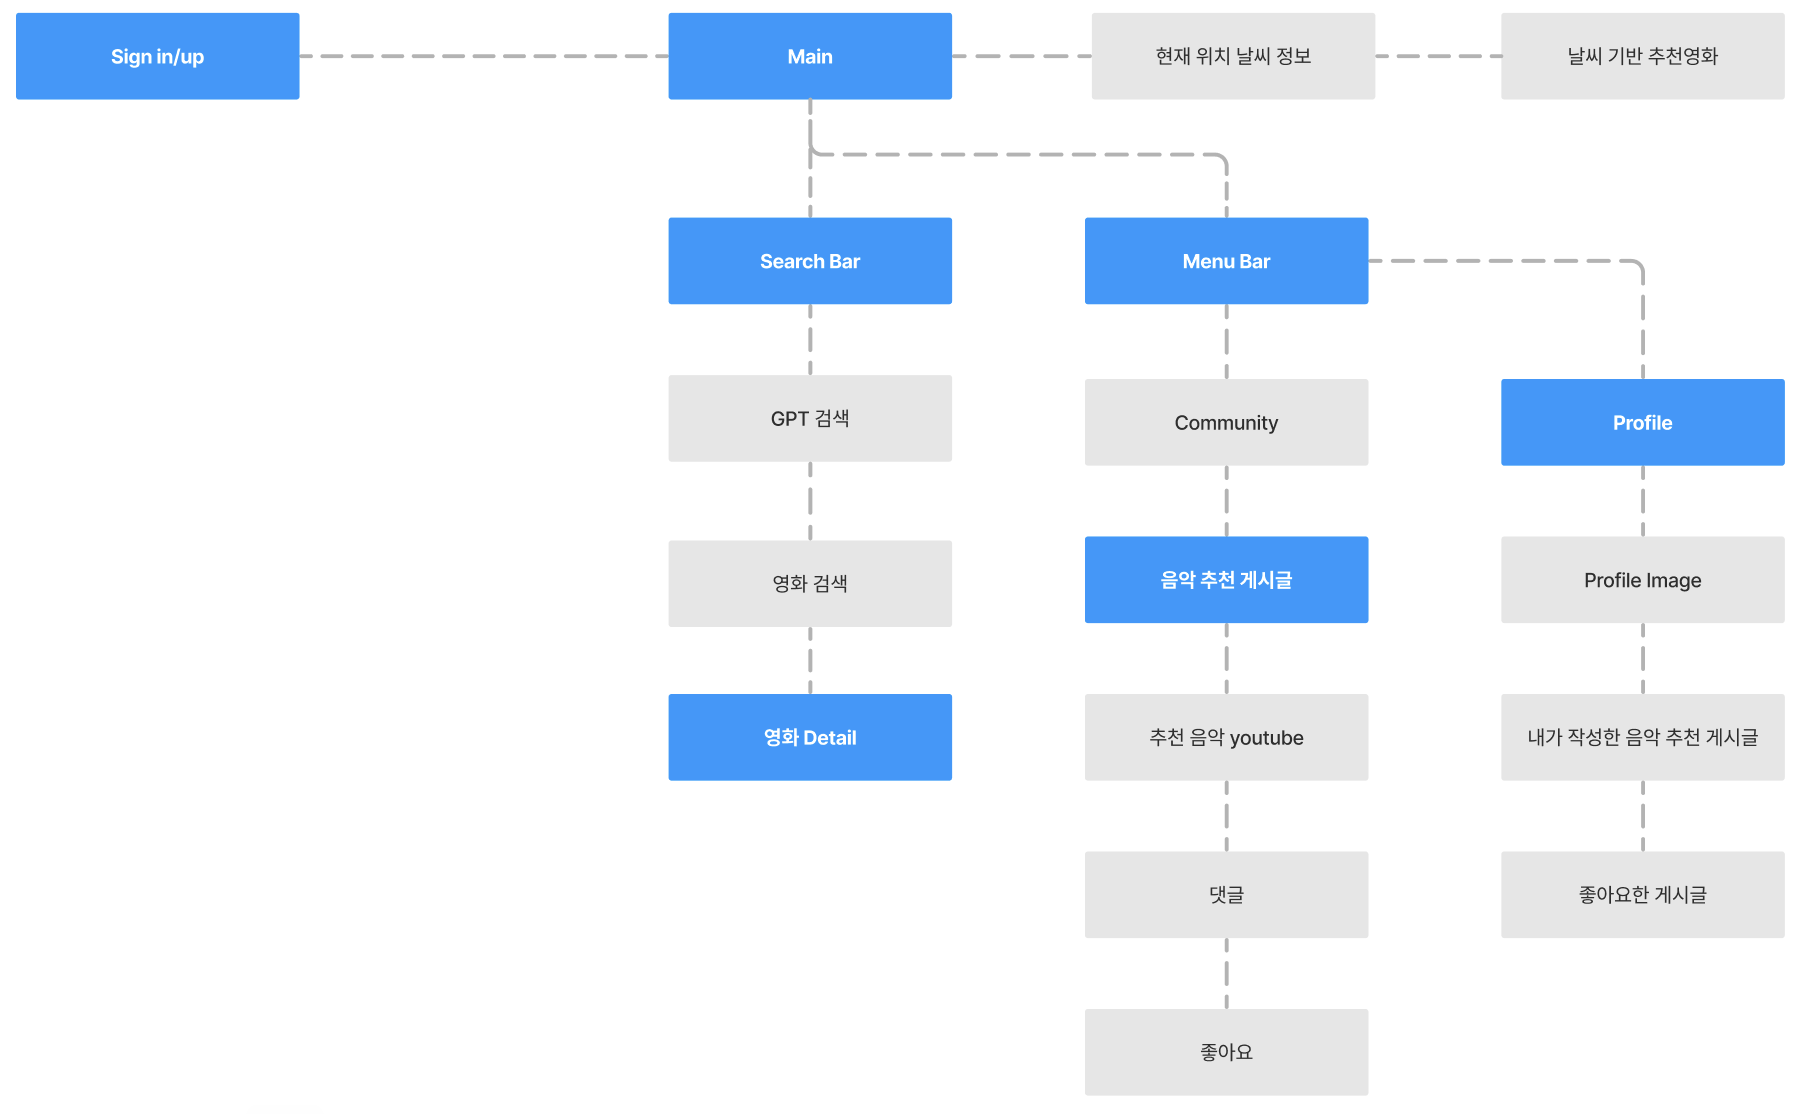 Sign in/up
Main
현재 위치 날씨 정보
날씨 기반 추천영화
Search Bar
Menu Bar
GPT 검색
Community
Profile
영화 검색
음악 추천 게시글
Profile Image
영화 Detail
추천 음악 youtube
내가 작성한 음악 추천 게시글
댓글
좋아요한 게시글
좋아요